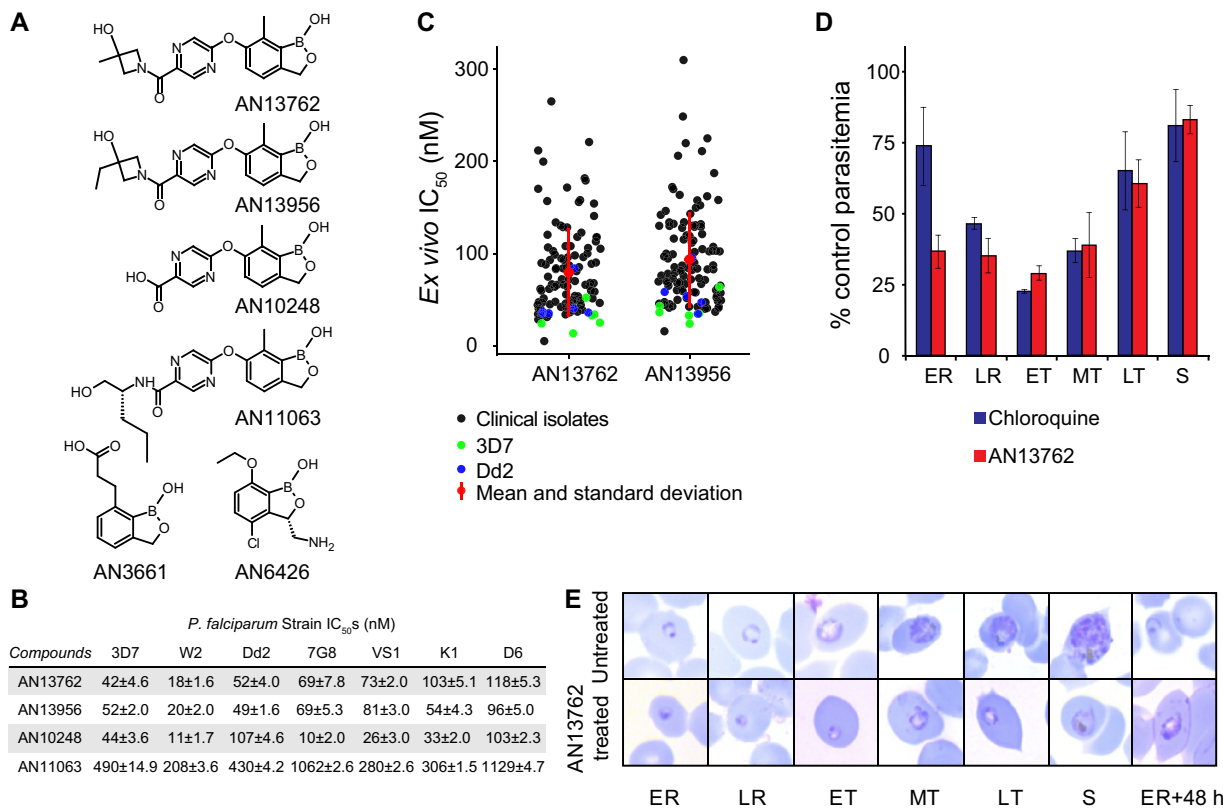 A
HO
N
O
N
N
O
B
OH
O
AN13762
HO
N
O
N
N
O
B
OH
O
AN13956
HO
O
N
N
O
B
OH
O
AN10248
HO
NH
O
N
N
O
B
OH
O
AN11063
HO
O
B
OH
O
AN3661
O
B
OH
O
Cl
NH2
AN6426
B
P. falciparum Strain IC50s (nM)
Compounds 3D7 W2 Dd2 7G8 VS1 K1 D6
AN13762 42±4.6 18±1.6 52±4.0 69±7.8 73±2.0 103±5.1 118±5.3
AN13956 52±2.0 20±2.0 49±1.6 69±5.3 81±3.0 54±4.3 96±5.0
AN10248 44±3.6 11±1.7 107±4.6 10±2.0 26±3.0 33±2.0 103±2.3
AN11063 490±14.9 208±3.6 430±4.2 1062±2.6 280±2.6 306±1.5 1129±4.7
C
Ex vivo IC50 (nM)
300
200
100
0
AN13762 AN13956
Clinical isolates
3D7
Dd2
Mean and standard deviation
D
% control parasitemia
100
75
50
25
0
ER LR ET MT LT S
Chloroquine
AN13762
E
Untreated
AN13762
treated
ER LR ET MT LT S ER+48 h